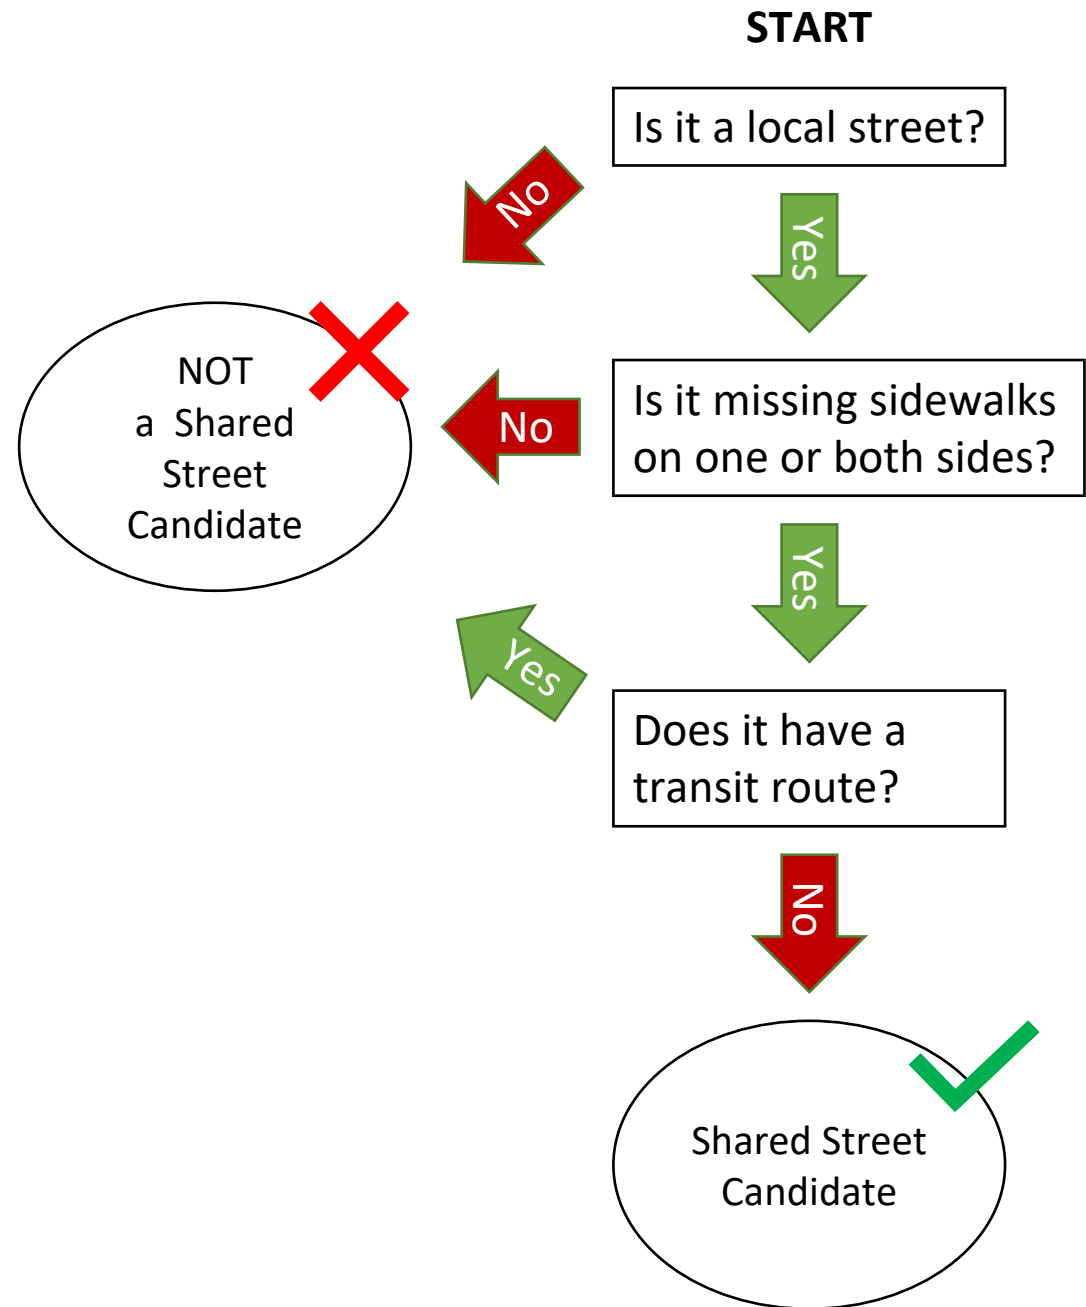 START
Is it a local street?
No
Yes
NOT
a Shared
Street
Candidate
No
Is it missing sidewalks
on one or both sides?
Yes
Yes
Does it have a
transit route?
No
Shared Street
Candidate